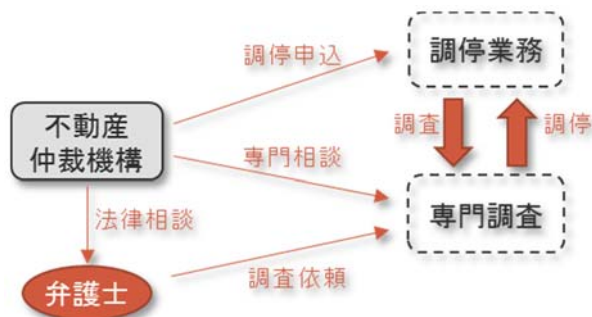 調停業務
調停申込
調査
調停
不動産
仲裁機構
専門相談
専門調査
法律相談
調査依頼
弁護士